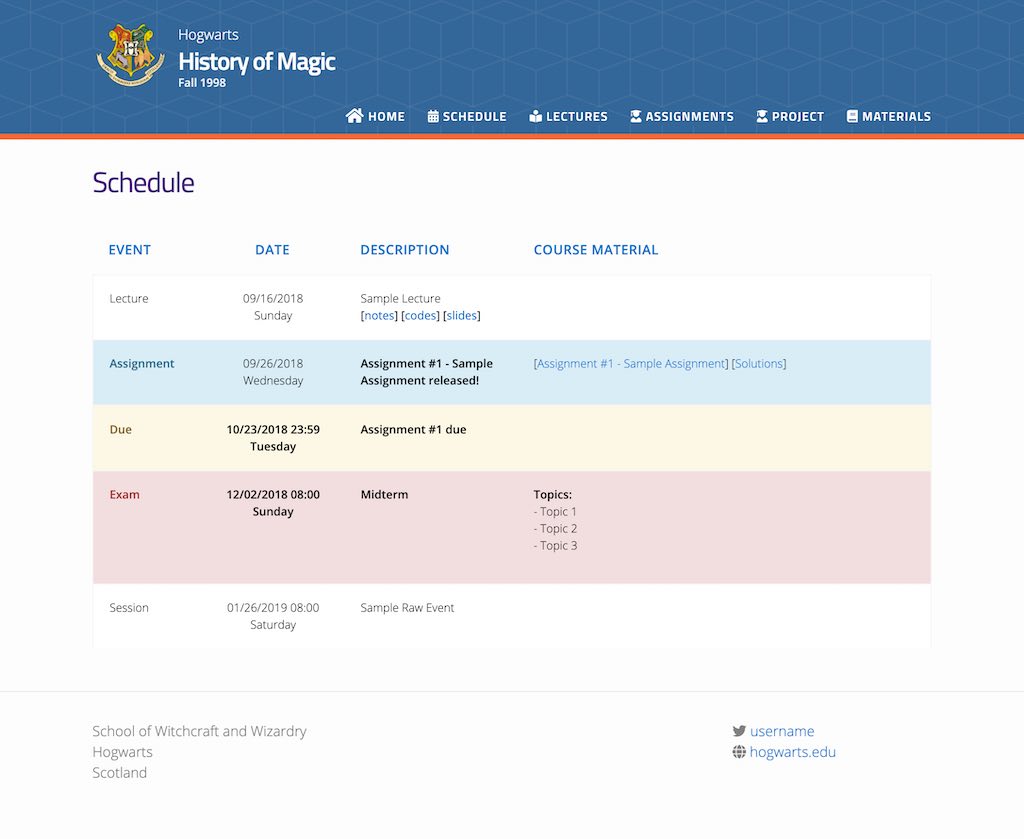 Hogwarts
History of Magic
Fall 1998
HOME SCHEDULE LECTURES ASSIGNMENTS PROJECT MATERIALS
Schedule
EVENT DATE DESCRIPTION COURSE MATERIAL
Lecture 09/16/2018 Sample Lecture
Sunday [notes] [codes] [slides]
Assignment 09/26/2018 Assignment #1 - Sample [Assignment #1 - Sample Assignment] [Solutions]
Wednesday Assignment released!
Due 10/23/2018 23:59 Assignment #1 due
Tuesday
Exam 12/02/2018 08:00 Midterm Topics:
Sunday - Topic 1
- Topic 2
- Topic 3
Session 01/26/2019 08:00 Sample Raw Event
Saturday
School of Witchcraft and Wizardry username
Hogwarts hogwarts.edu
Scotland